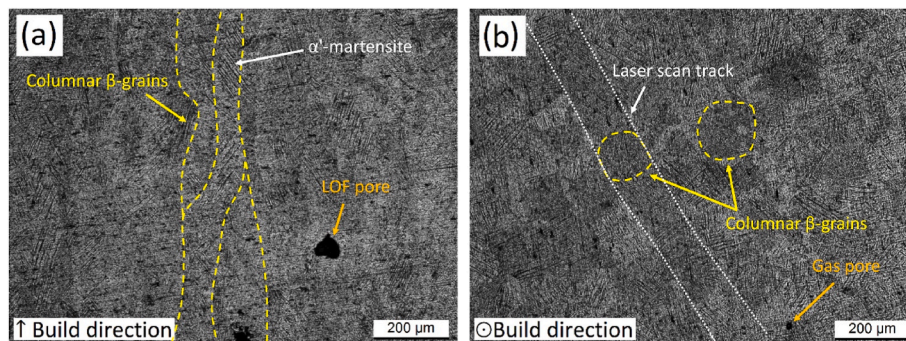 (a)
α'-martensite
Columnar β-grains
LOF pore
↑ Build direction
200 μm
(b)
Laser scan track
Columnar β-grains
Gas pore
⊙Build direction
200 μm